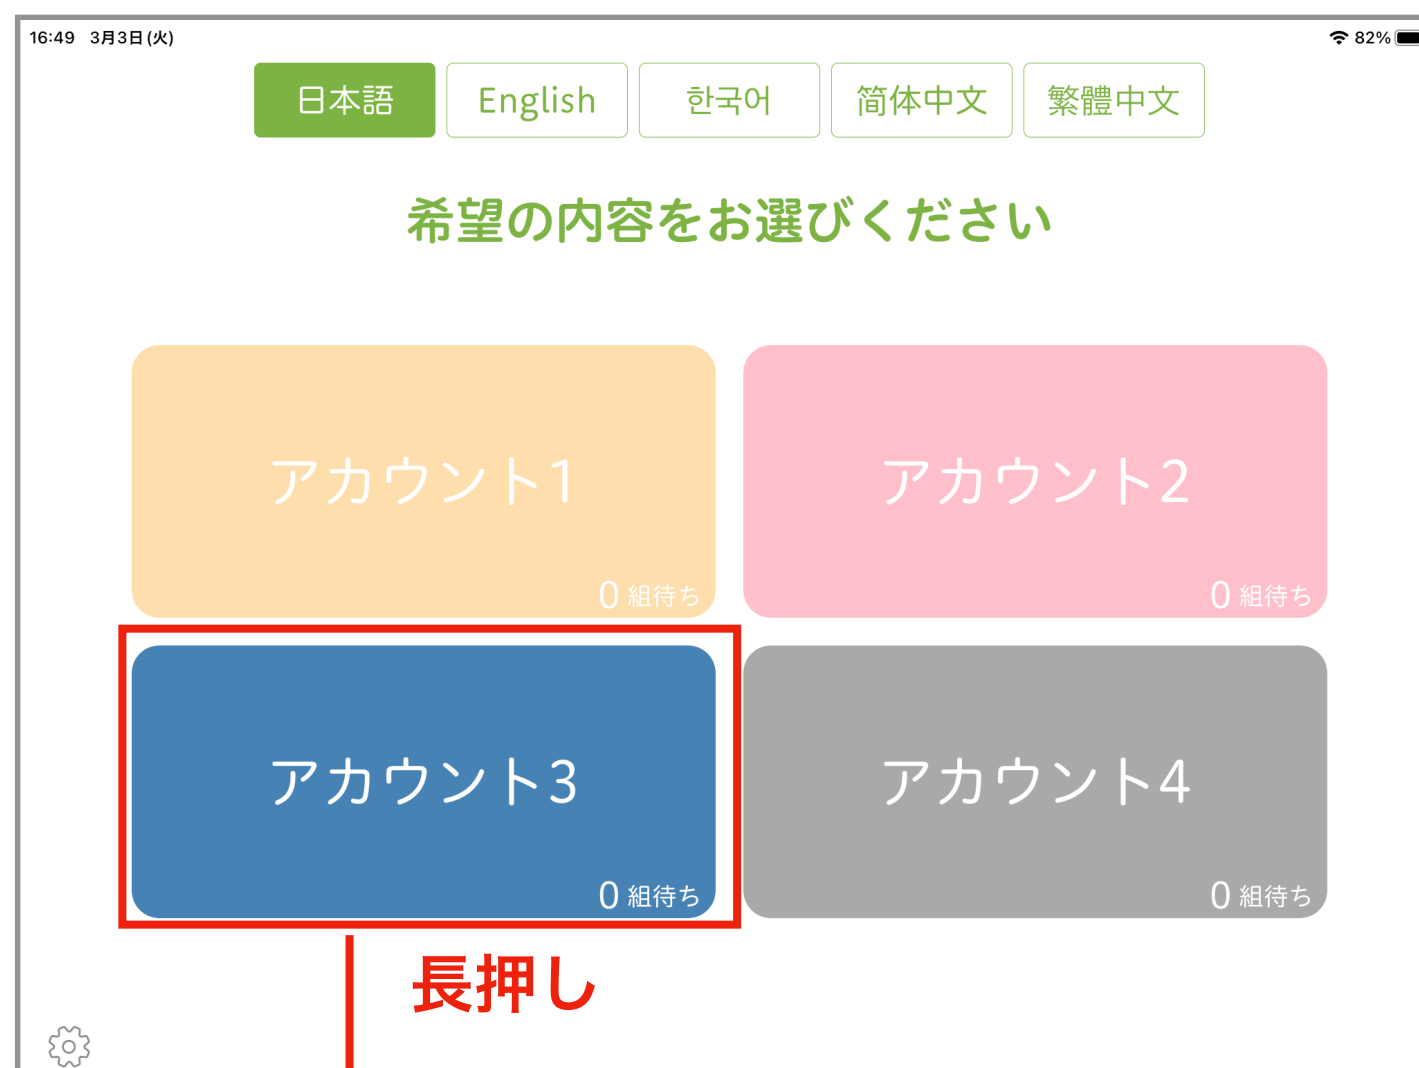 16:49 3月3日(火) 82%
日本語 English 한국어 简体中文 繁體中文
希望の内容をお選びください
アカウント1
0 組待ち
アカウント2
0 組待ち
アカウント3
0 組待ち
アカウント4
0 組待ち
長押し